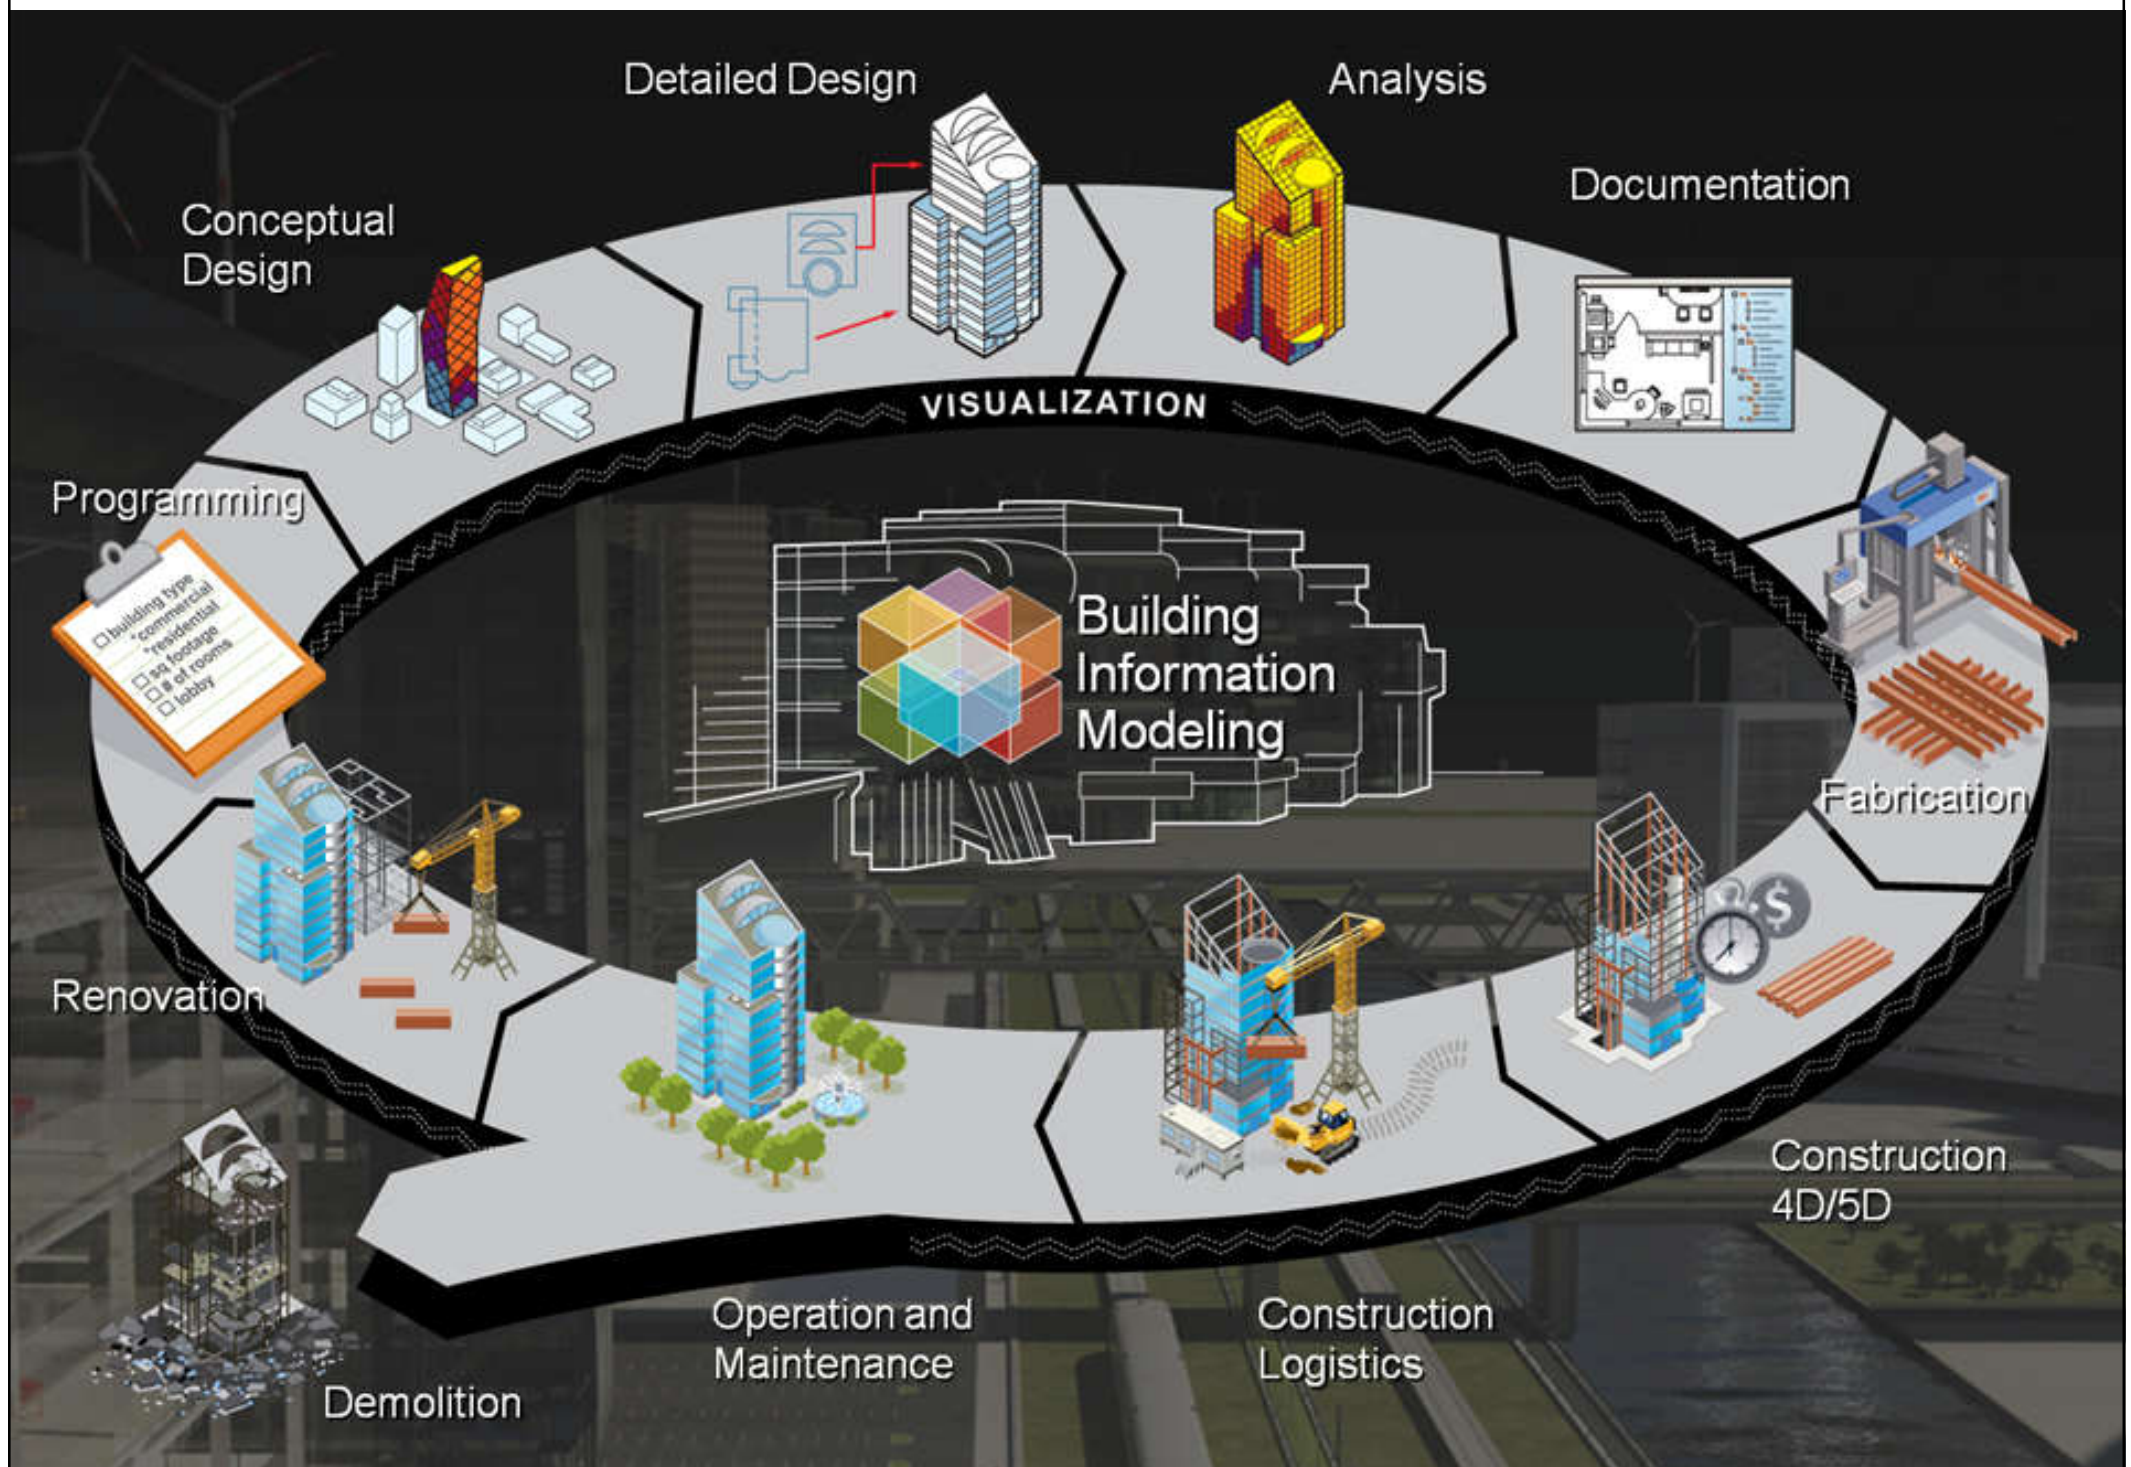 Detailed Design
Analysis
Documentation
Conceptual
Design
VISUALIZATION
Programming
building type
*commercial
*residential
sq footage
# of rooms
lobby
Building
Information
Modeling
Fabrication
$
Renovation
Construction
4D/5D
Operation and
Maintenance
Construction
Logistics
Demolition